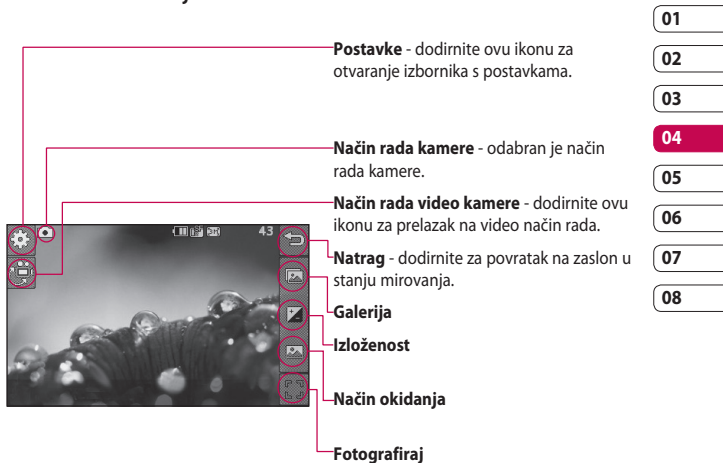 Postavke - dodirnite ovu ikonu za
otvaranje izbornika s postavkama.
Način rada kamere - odabran je način
rada kamere.
Način rada video kamere - dodirnite ovu
ikonu za prelazak na video način rada.
Natrag - dodirnite za povratak na zaslon u
stanju mirovanja.
Galerija
Izloženost
Način okidanja
Fotografiraj
43
3H
01
02
03
04
05
06
07
08